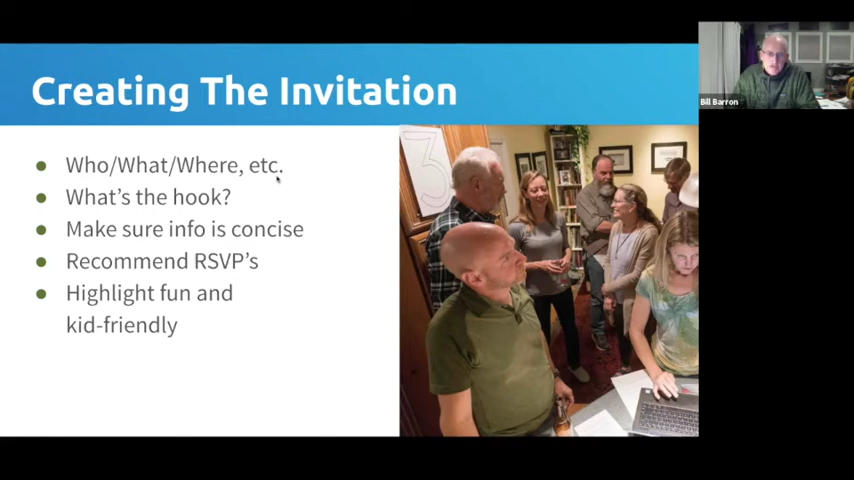 Creating The Invitation
Who/What/Where, etc.
What's the hook?
Make sure info is concise
Recommend RSVP's
Highlight fun and
kid-friendly
3
Bill Barron